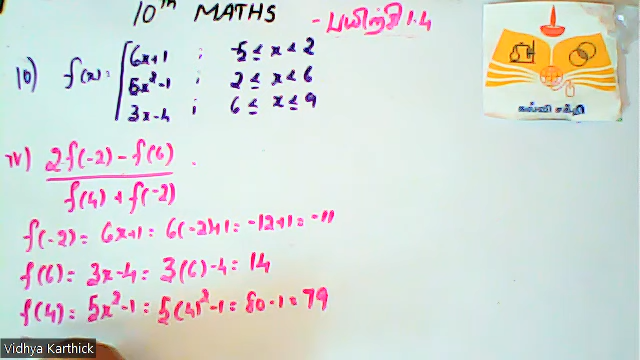 10th MATHS - பயிற்சி 1.4
10) f(x) = { 6x+1 ; -5 ≤ x < 2
5x²-1 ; 2 ≤ x < 6
3x-4 ; 6 ≤ x ≤ 9
கல்வி சக்தி
iv) 2f(-2) - f(6)
f(4) + f(-2)
f(-2) = 6x+1 = 6(-2)+1 = -12+1 = -11
f(6) = 3x-4 = 3(6)-4 = 14
f(4) = 5x²-1 = 5(4)²-1 = 80-1 = 79
Vidhya Karthick